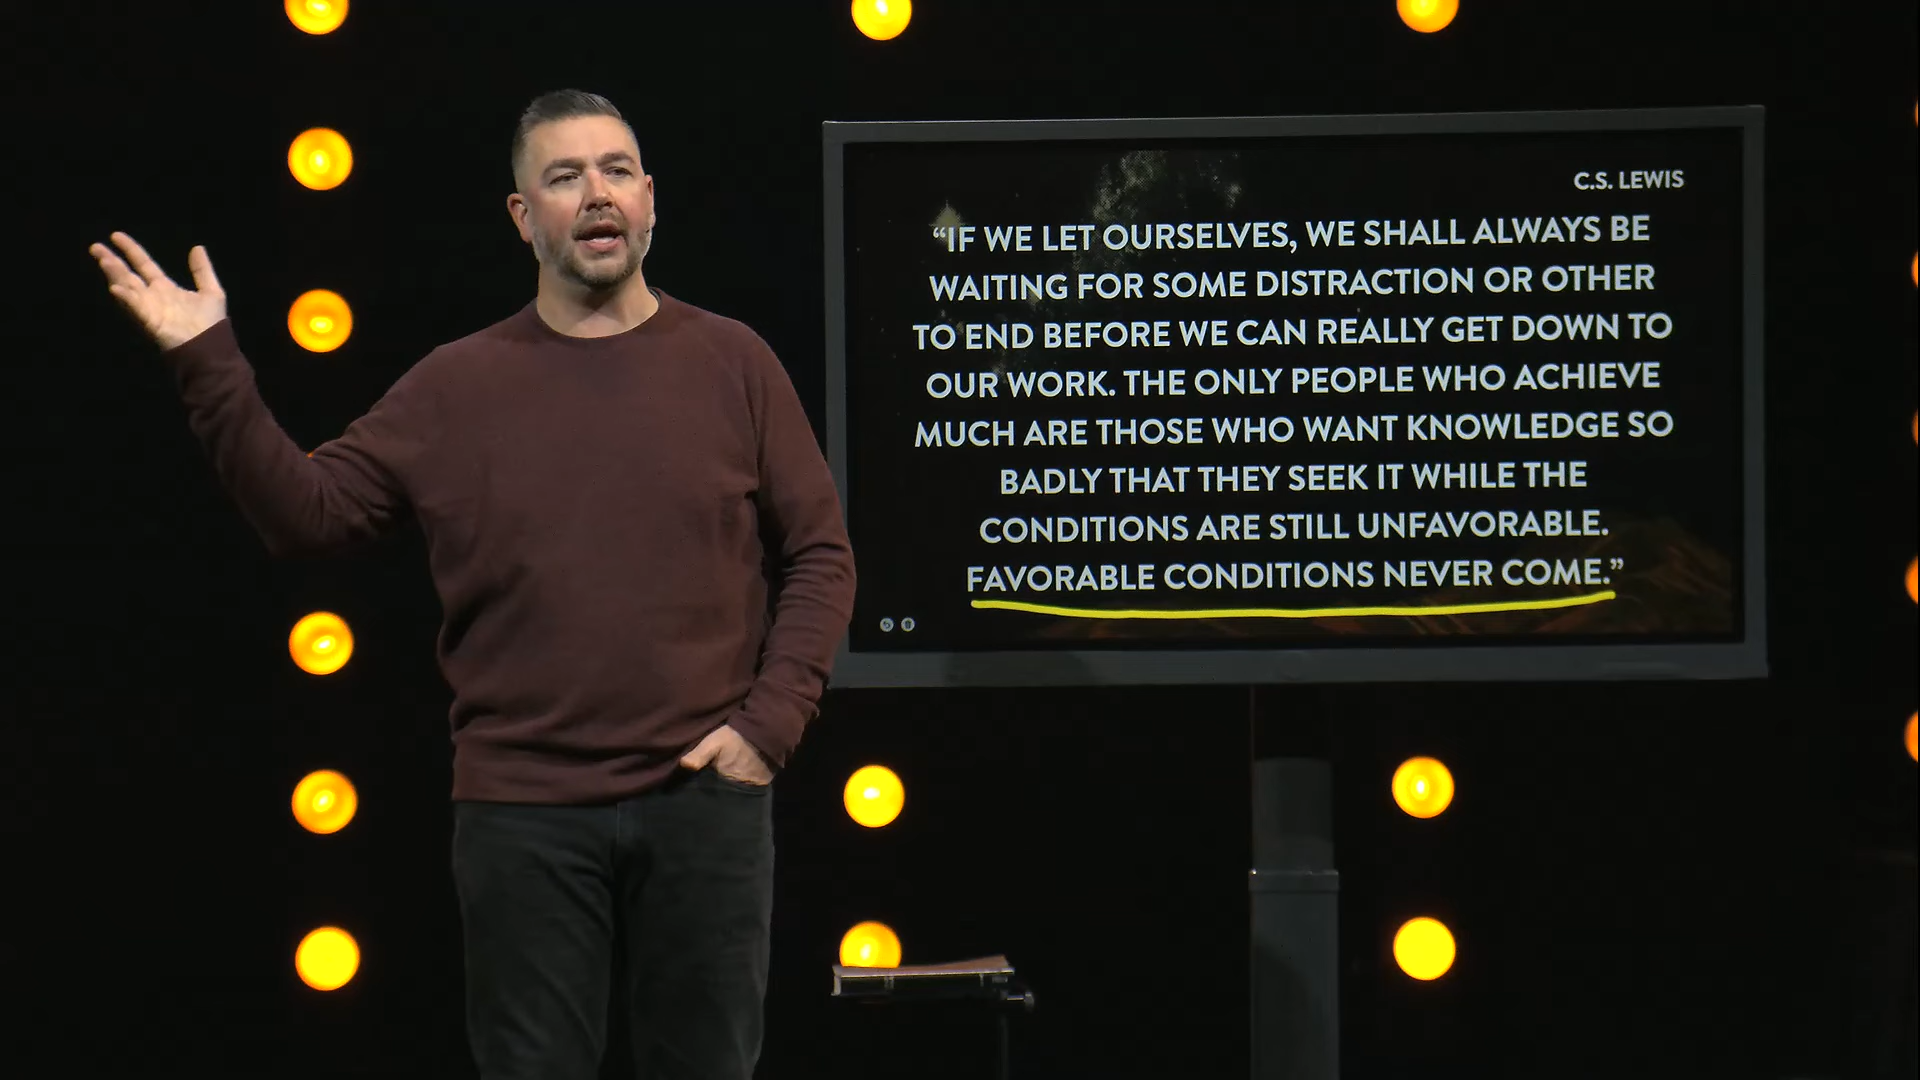 C.S. LEWIS
“IF WE LET OURSELVES, WE SHALL ALWAYS BE
WAITING FOR SOME DISTRACTION OR OTHER
TO END BEFORE WE CAN REALLY GET DOWN TO
OUR WORK. THE ONLY PEOPLE WHO ACHIEVE
MUCH ARE THOSE WHO WANT KNOWLEDGE SO
BADLY THAT THEY SEEK IT WHILE THE
CONDITIONS ARE STILL UNFAVORABLE.
FAVORABLE CONDITIONS NEVER COME.”